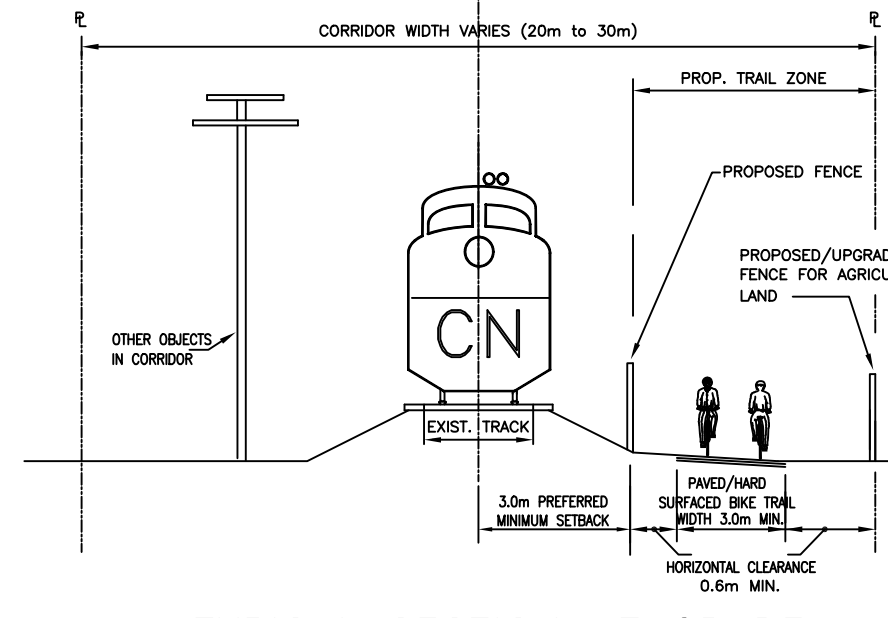 PL
PL
CORRIDOR WIDTH VARIES (20m to 30m)
PROP. TRAIL ZONE
PROPOSED FENCE
PROPOSED/UPGRAD
FENCE FOR AGRICU
LAND
OTHER OBJECTS
IN CORRIDOR
CN
EXIST. TRACK
3.0m PREFERRED
MINIMUM SETBACK
PAVED/HARD
SURFACED BIKE TRAIL
WIDTH 3.0m MIN.
HORIZONTAL CLEARANCE
0.6m MIN.